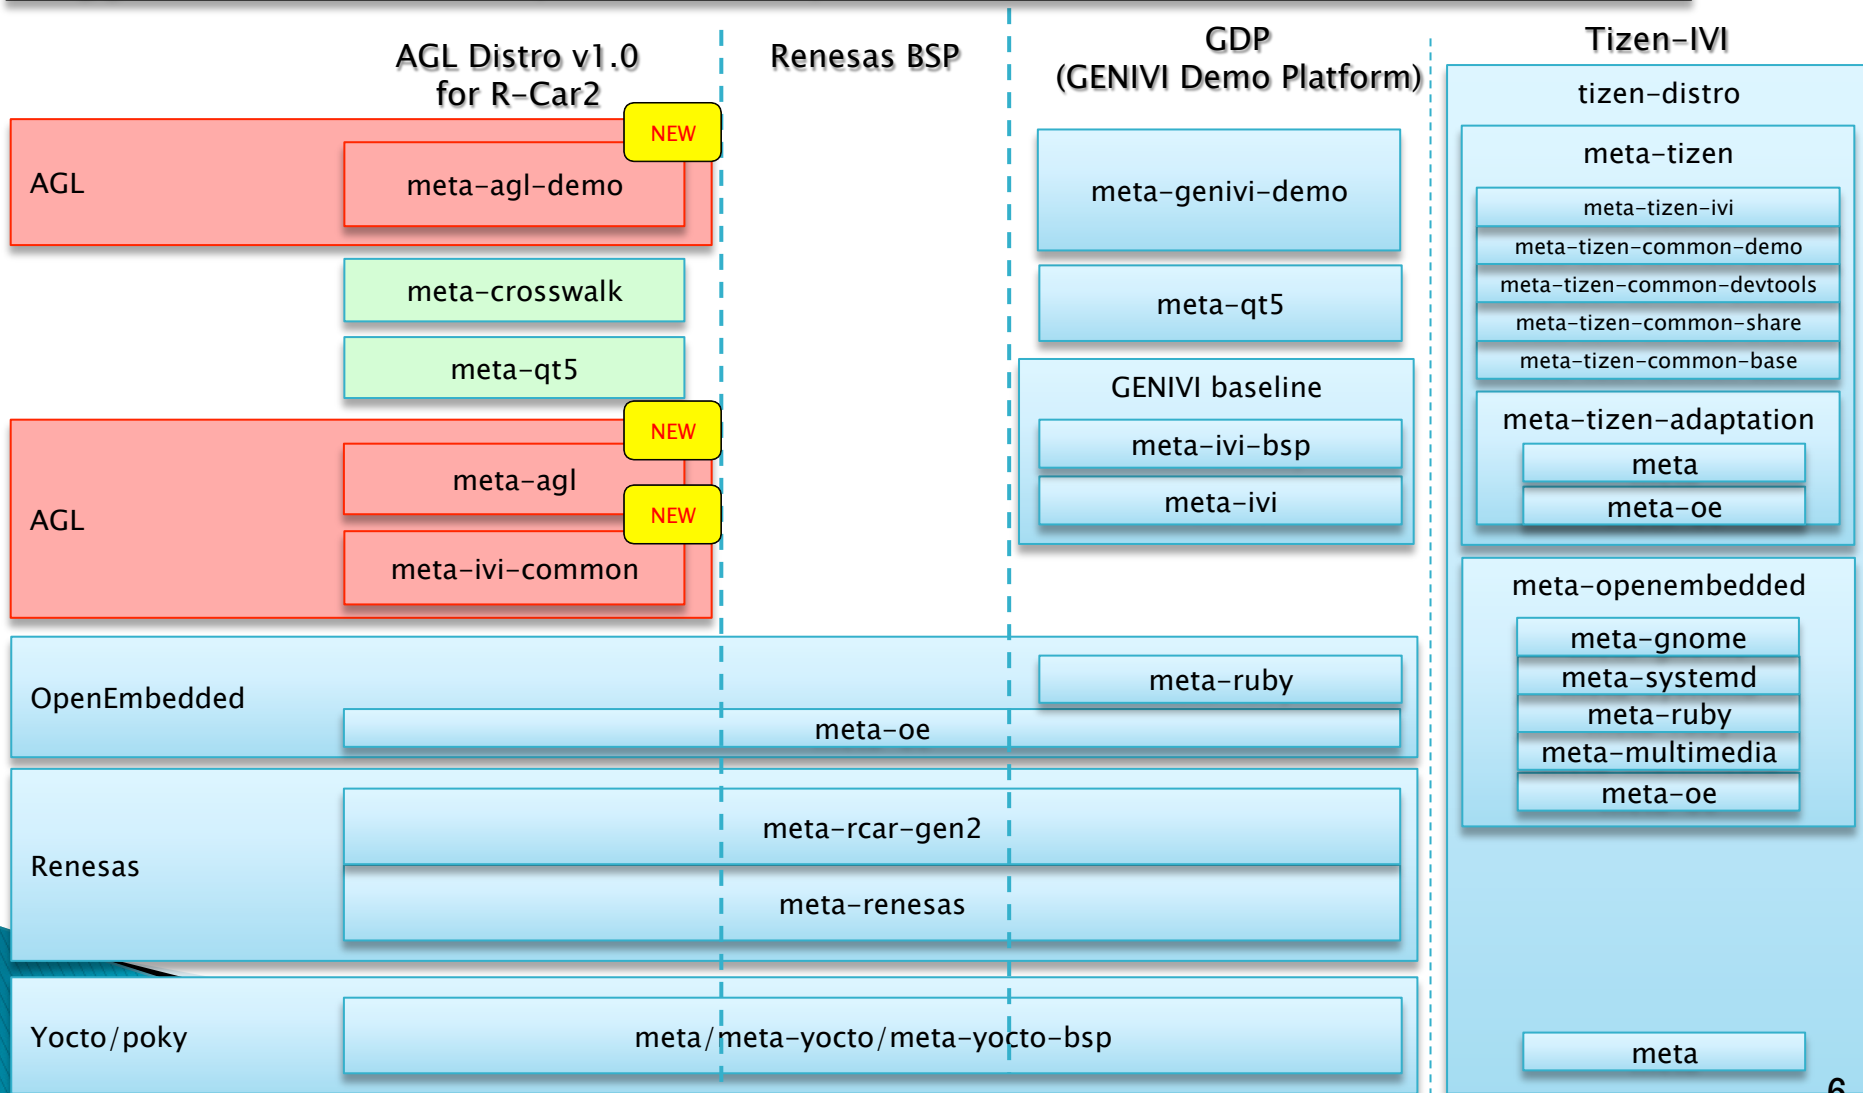 AGL Distro v1.0
for R-Car2
Renesas BSP
GDP
(GENIVI Demo Platform)
Tizen-IVI
AGL
NEW
meta-agl-demo
meta-crosswalk
meta-qt5
AGL
NEW
meta-agl
NEW
meta-ivi-common
meta-genivi-demo
meta-qt5
GENIVI baseline
meta-ivi-bsp
meta-ivi
OpenEmbedded
meta-ruby
meta-oe
Renesas
meta-rcar-gen2
meta-renesas
Yocto/poky
meta/meta-yocto/meta-yocto-bsp
tizen-distro
meta-tizen
meta-tizen-ivi
meta-tizen-common-demo
meta-tizen-common-devtools
meta-tizen-common-share
meta-tizen-common-base
meta-tizen-adaptation
meta
meta-oe
meta-openembedded
meta-gnome
meta-systemd
meta-ruby
meta-multimedia
meta-oe
meta
6